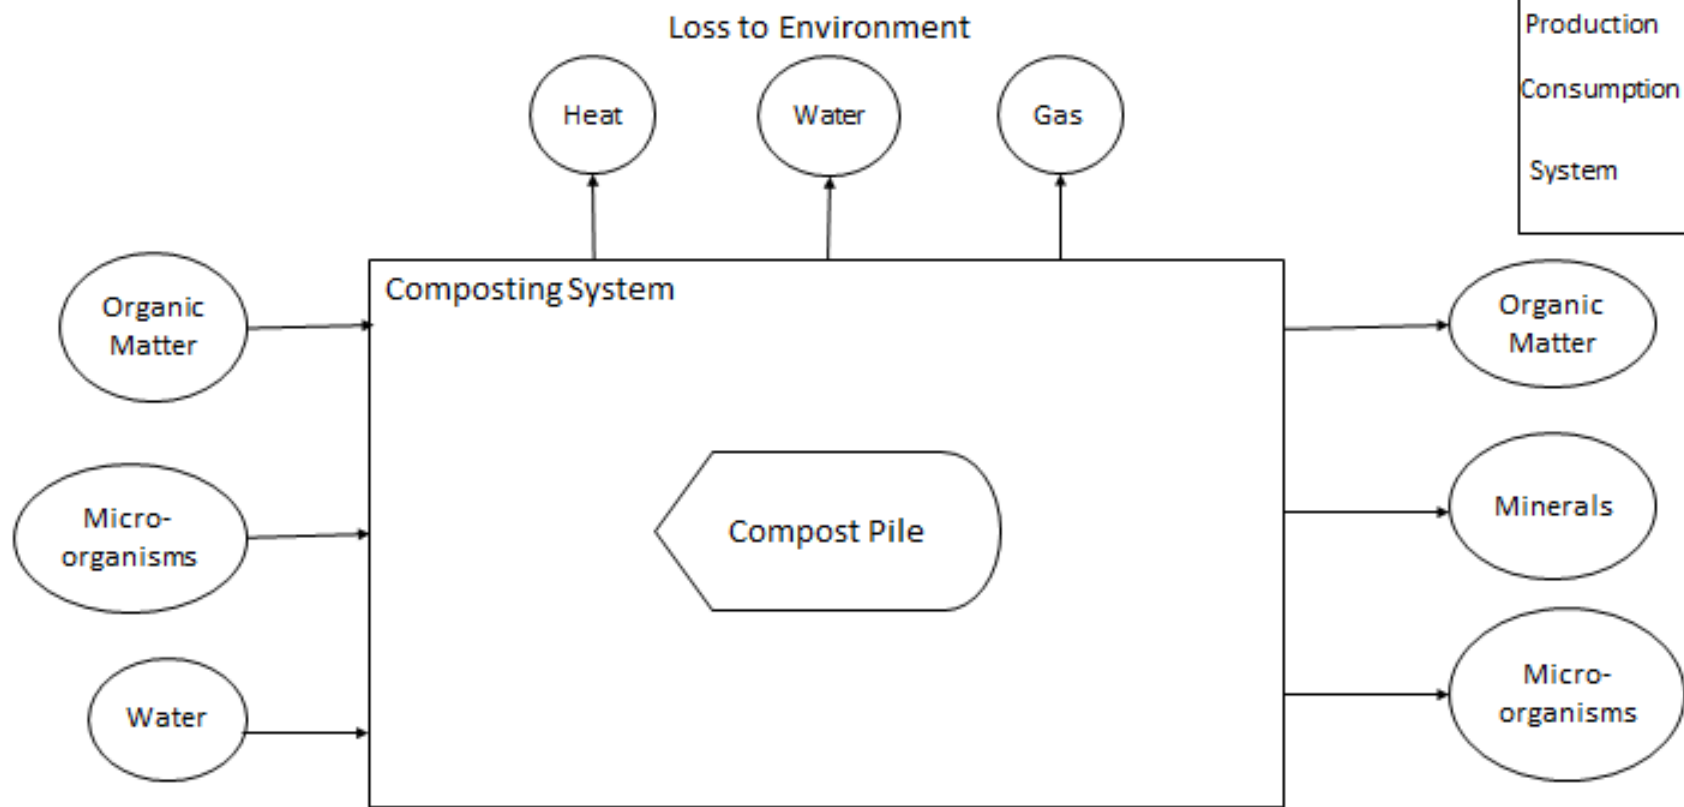 Loss to Environment
Production
Consumption
System
Heat
Water
Gas
Composting System
Organic
Matter
Micro-
organisms
Water
Compost Pile
Organic
Matter
Minerals
Micro-
organisms